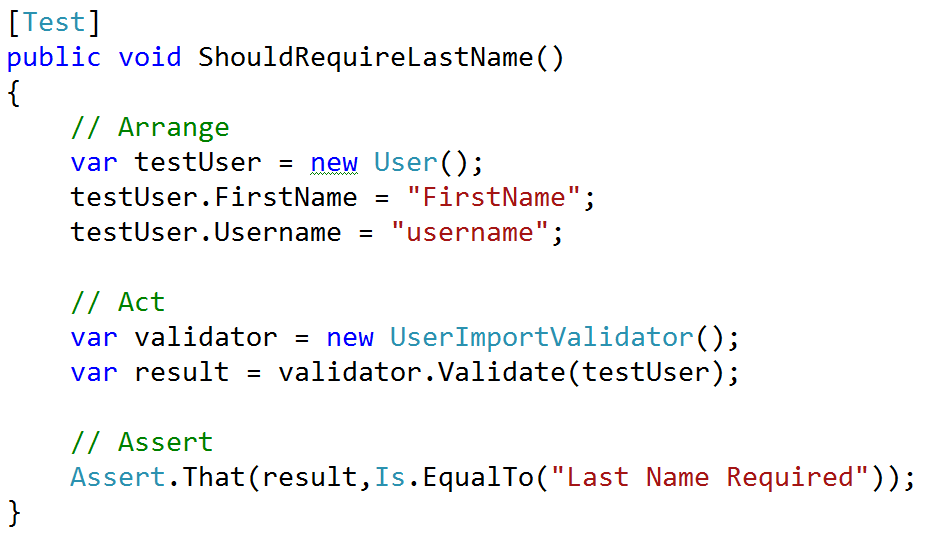 [Test]
public void ShouldRequireLastName()
{
    // Arrange
    var testUser = new User();
    testUser.FirstName = "FirstName";
    testUser.Username = "username";

    // Act
    var validator = new UserImportValidator();
    var result = validator.Validate(testUser);

    // Assert
    Assert.That(result,Is.EqualTo("Last Name Required"));
}